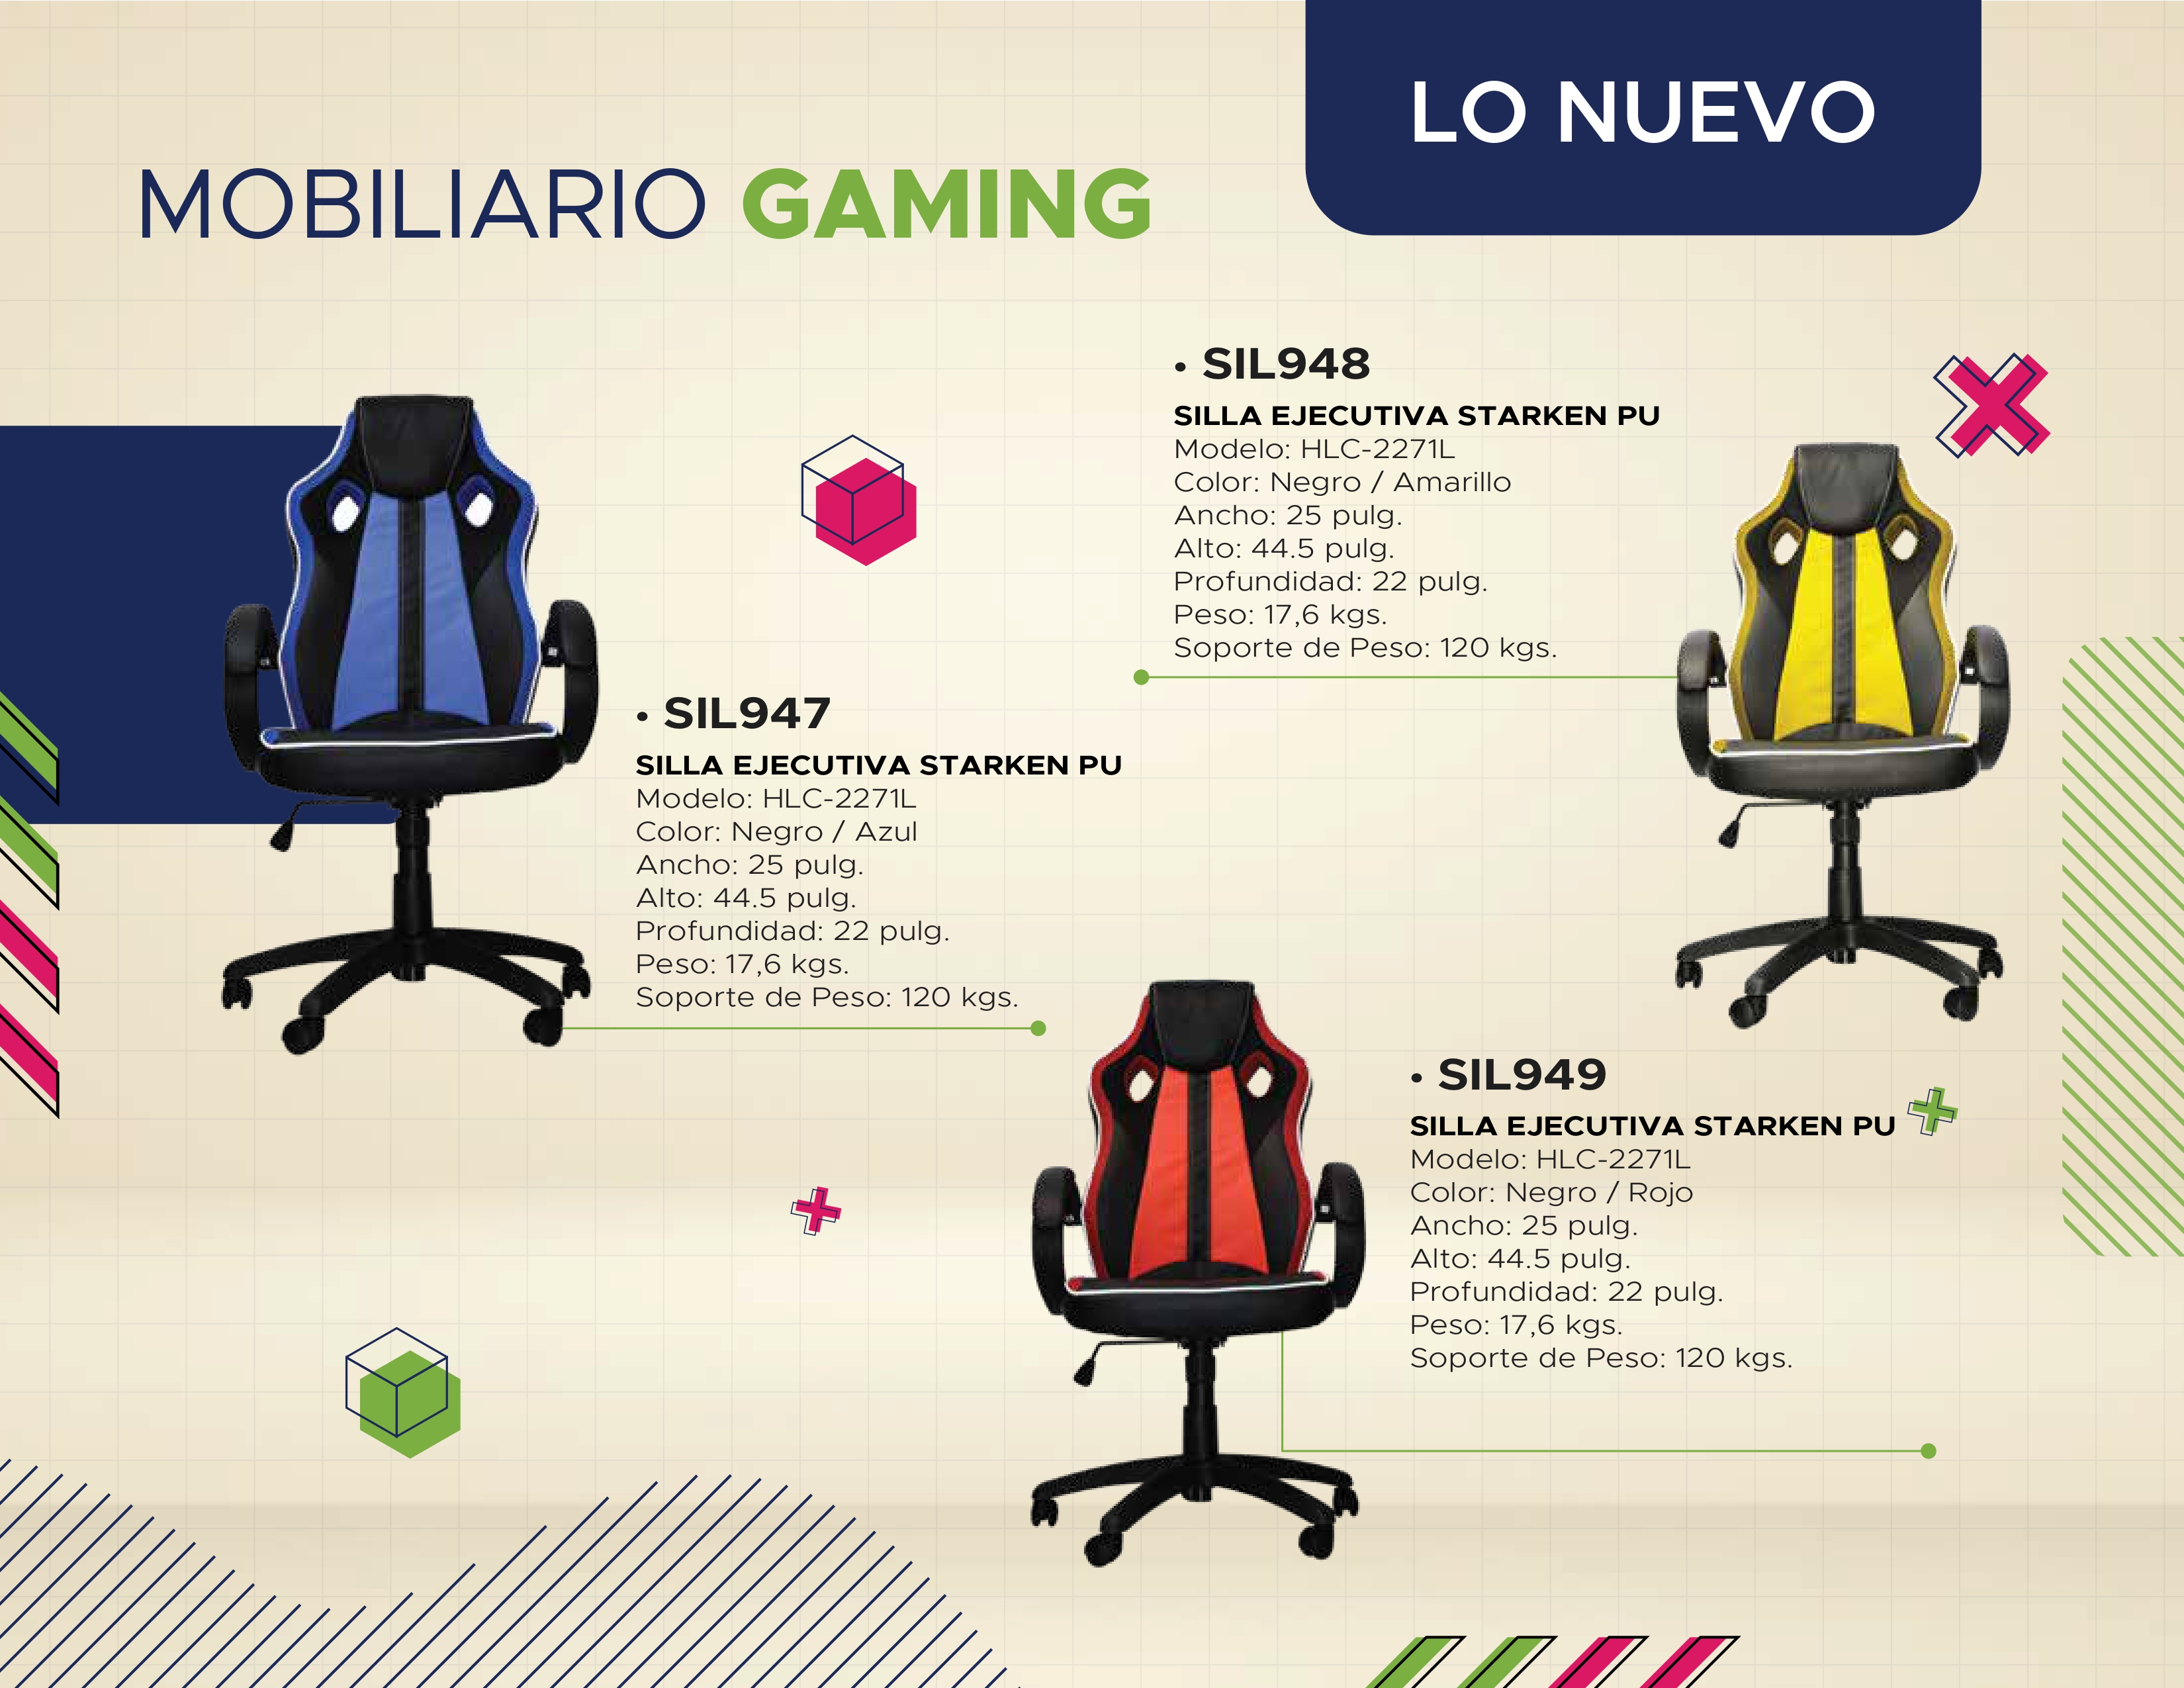 LO NUEVO
MOBILIARIO GAMING
• SIL948
SILLA EJECUTIVA STARKEN PU
Modelo: HLC-2271L
Color: Negro / Amarillo
Ancho: 25 pulg.
Alto: 44.5 pulg.
Profundidad: 22 pulg.
Peso: 17,6 kgs.
Soporte de Peso: 120 kgs.
• SIL947
SILLA EJECUTIVA STARKEN PU
Modelo: HLC-2271L
Color: Negro / Azul
Ancho: 25 pulg.
Alto: 44.5 pulg.
Profundidad: 22 pulg.
Peso: 17,6 kgs.
Soporte de Peso: 120 kgs.
• SIL949
SILLA EJECUTIVA STARKEN PU
Modelo: HLC-2271L
Color: Negro / Rojo
Ancho: 25 pulg.
Alto: 44.5 pulg.
Profundidad: 22 pulg.
Peso: 17,6 kgs.
Soporte de Peso: 120 kgs.